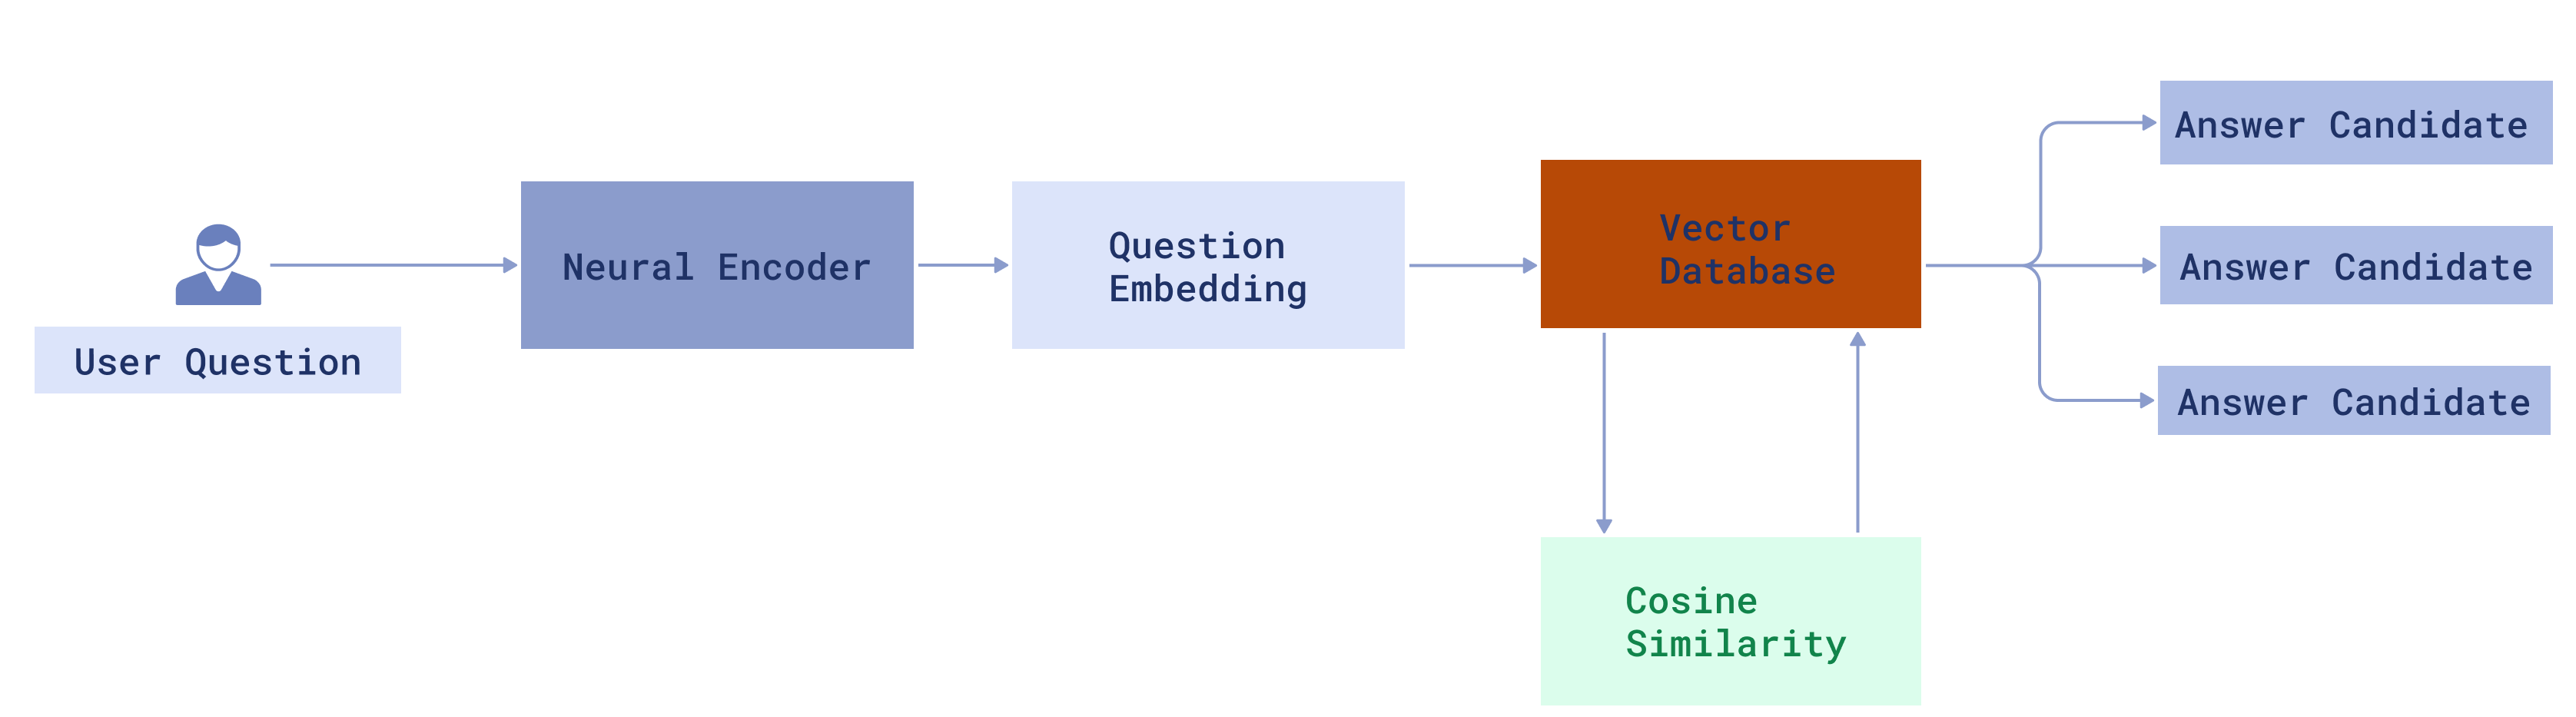 User Question
Neural Encoder
Question
Embedding
Vector
Database
Cosine
Similarity
Answer Candidate
Answer Candidate
Answer Candidate